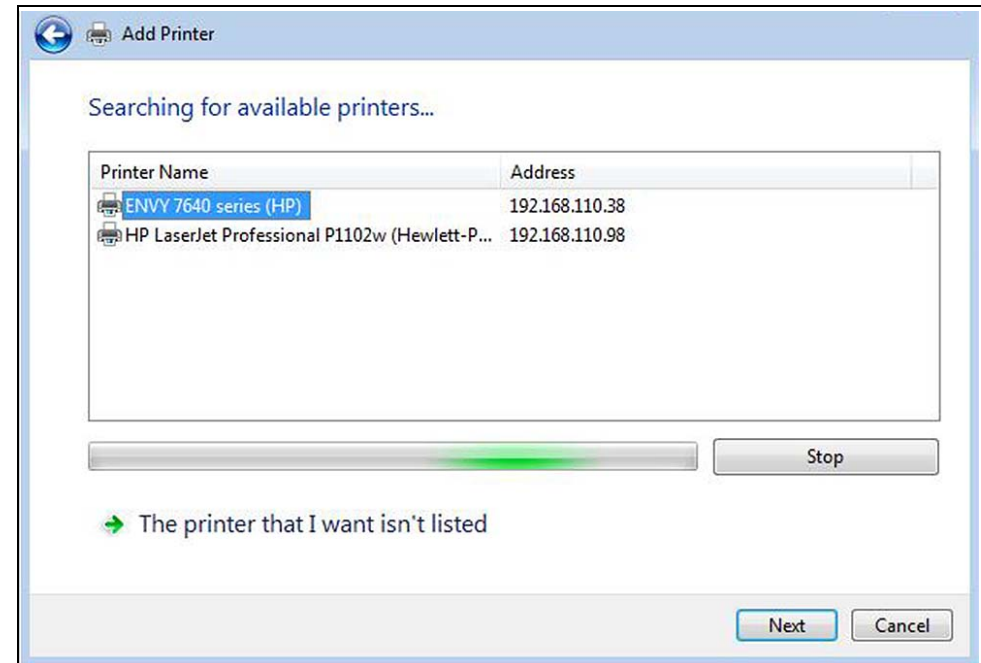 Add Printer
Searching for available printers...
Printer Name Address
ENVY 7640 series (HP) 192.168.110.38
HP LaserJet Professional P1102w (Hewlett-P... 192.168.110.98
Stop
The printer that I want isn't listed
Next Cancel